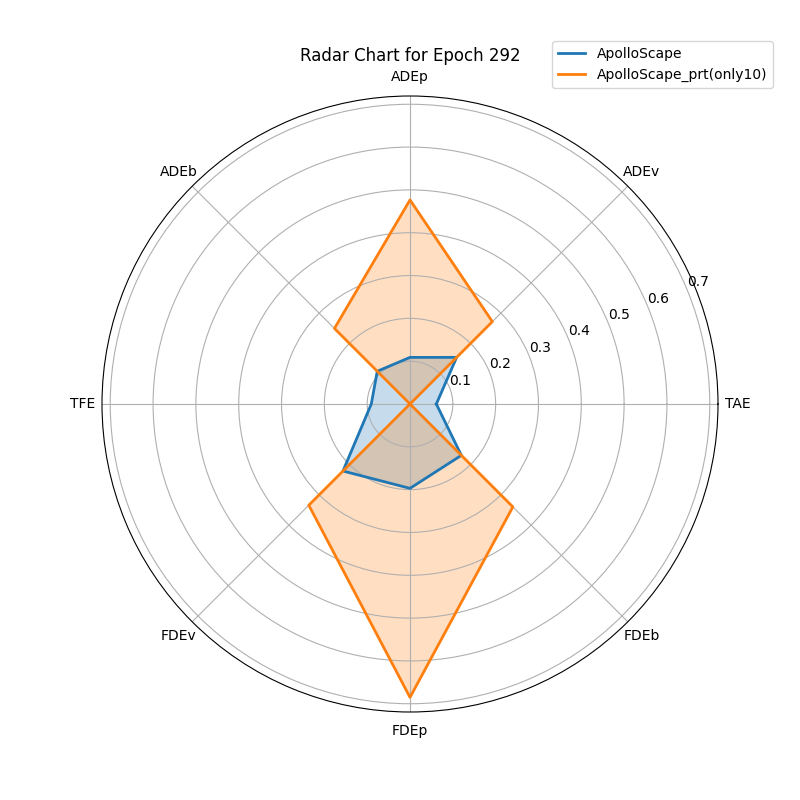 Radar Chart for Epoch 292
ApolloScape
ApolloScape_prt(only10)
ADEp
ADEb
ADEv
0.7
0.6
0.5
0.4
0.3
0.2
0.1
TFE
TAE
FDEv
FDEb
FDEp